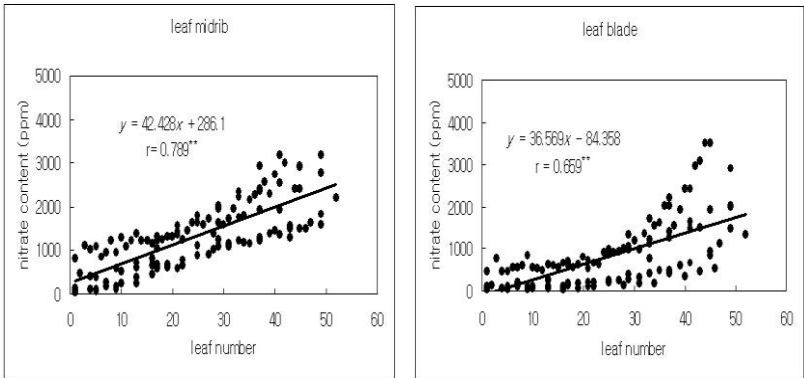 leaf midrib
nitrate content (ppm)
5000
4000
3000
2000
1000
0
y = 42.428x + 286.1
r= 0.789**
0 10 20 30 40 50 60
leaf number
leaf blade
nitrate content (ppm)
5000
4000
3000
2000
1000
0
y = 36.569x − 84.358
r = 0.659**
0 10 20 30 40 50 60
leaf number